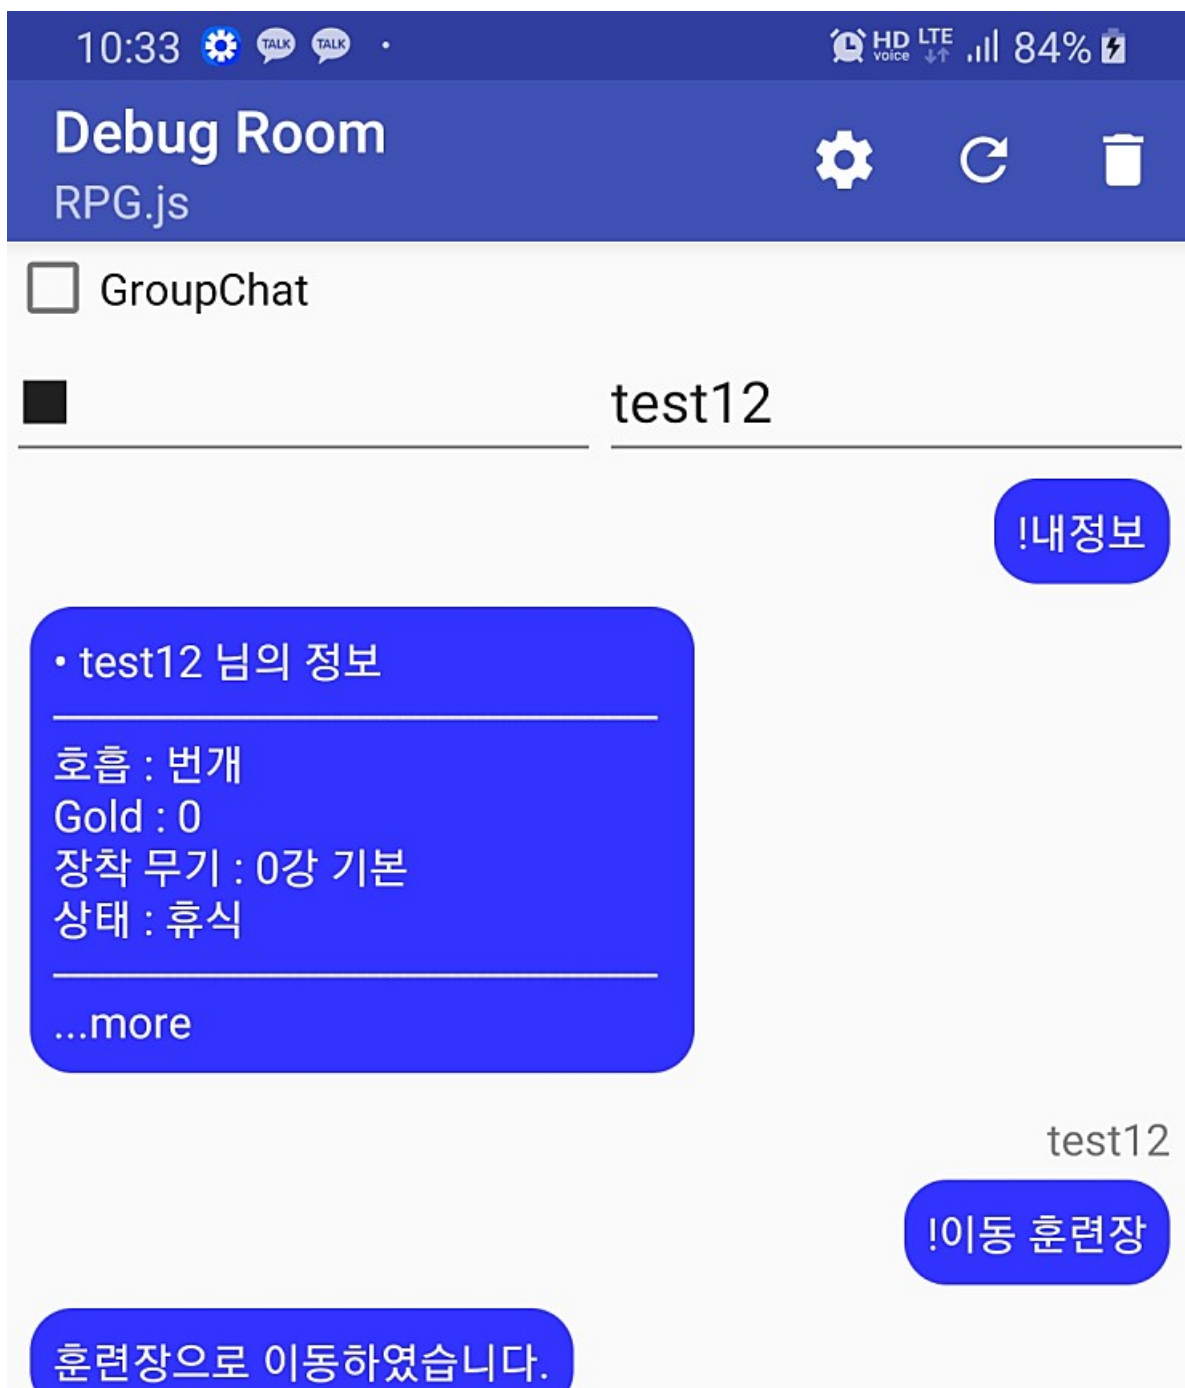 10:33 TALK TALK HD voice LTE 84%
Debug Room
RPG.js
GroupChat
test12
!내정보
• test12 님의 정보
호흡 : 번개
Gold : 0
장착 무기 : 0강 기본
상태 : 휴식
...more
test12
!이동 훈련장
훈련장으로 이동하였습니다.